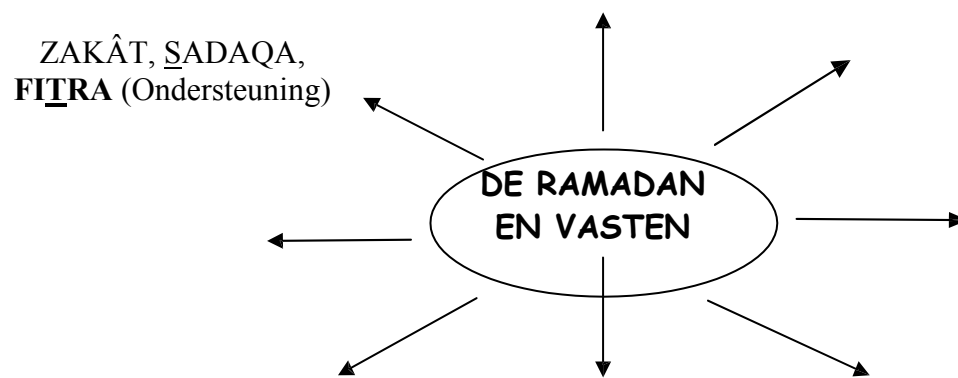 ZAKÂT, SADAQA,
FITRA (Ondersteuning)
DE RAMADAN
EN VASTEN